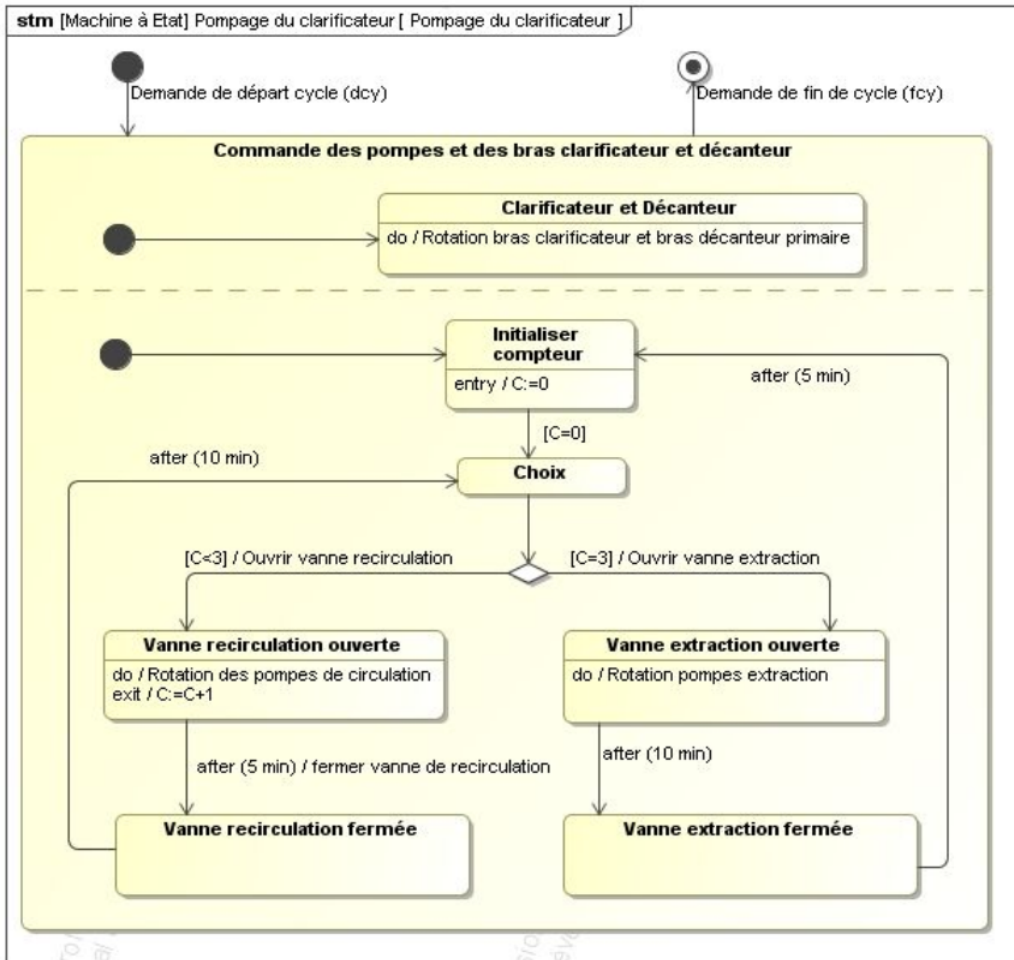 stm [Machine à Etat] Pompage du clarificateur [ Pompage du clarificateur ]
Demande de départ cycle (dcy)
Demande de fin de cycle (fcy)
Commande des pompes et des bras clarificateur et décanteur
Clarificateur et Décanteur
do / Rotation bras clarificateur et bras décanteur primaire
Initialiser
compteur
entry / C:=0
after (5 min)
[C=0]
after (10 min)
Choix
[C<3] / Ouvrir vanne recirculation
[C=3] / Ouvrir vanne extraction
Vanne recirculation ouverte
do / Rotation des pompes de circulation
exit / C:=C+1
Vanne extraction ouverte
do / Rotation pompes extraction
after (5 min) / fermer vanne de recirculation
after (10 min)
Vanne recirculation fermée
Vanne extraction fermée